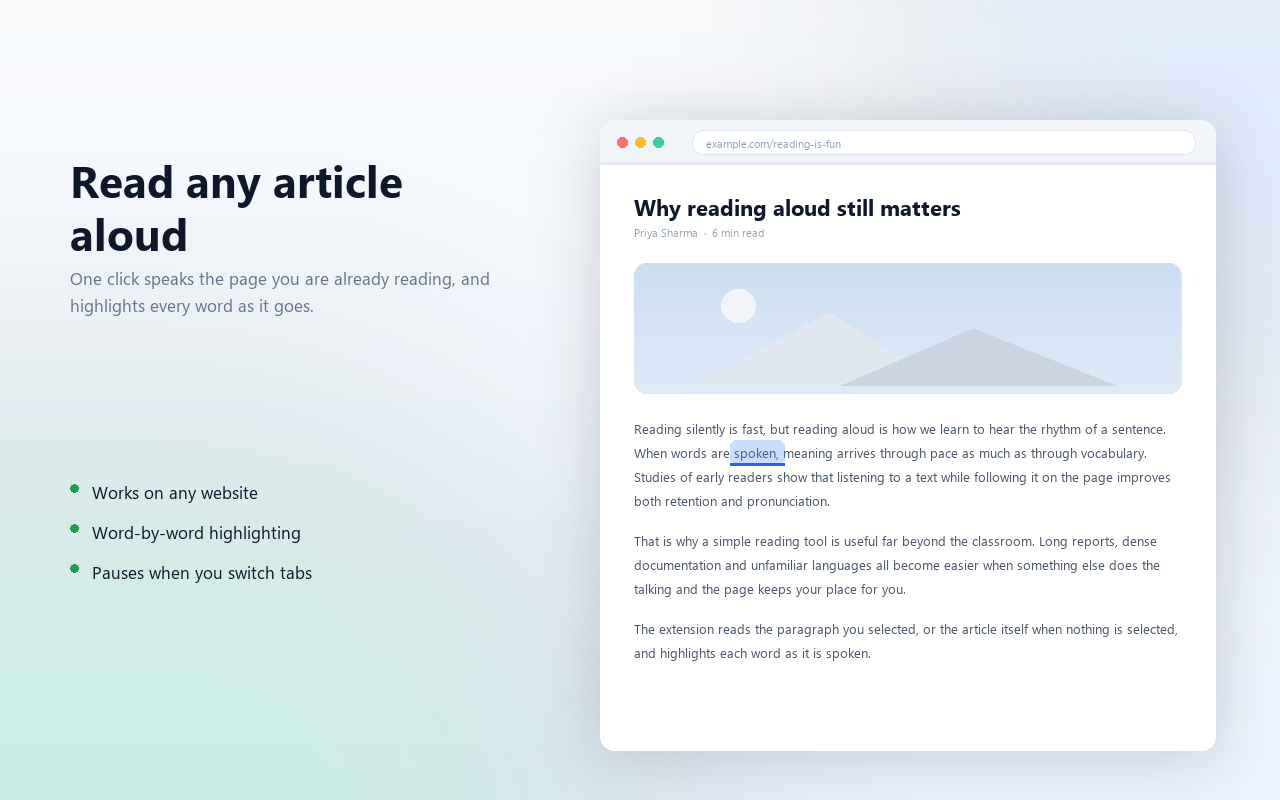 Read any article
aloud
One click speaks the page you are already reading, and
highlights every word as it goes.
Works on any website
Word-by-word highlighting
Pauses when you switch tabs
example.com/reading-is-fun
Why reading aloud still matters
Priya Sharma · 6 min read
Reading silently is fast, but reading aloud is how we learn to hear the rhythm of a sentence.
When words are spoken, meaning arrives through pace as much as through vocabulary.
Studies of early readers show that listening to a text while following it on the page improves
both retention and pronunciation.
That is why a simple reading tool is useful far beyond the classroom. Long reports, dense
documentation and unfamiliar languages all become easier when something else does the
talking and the page keeps your place for you.
The extension reads the paragraph you selected, or the article itself when nothing is selected,
and highlights each word as it is spoken.